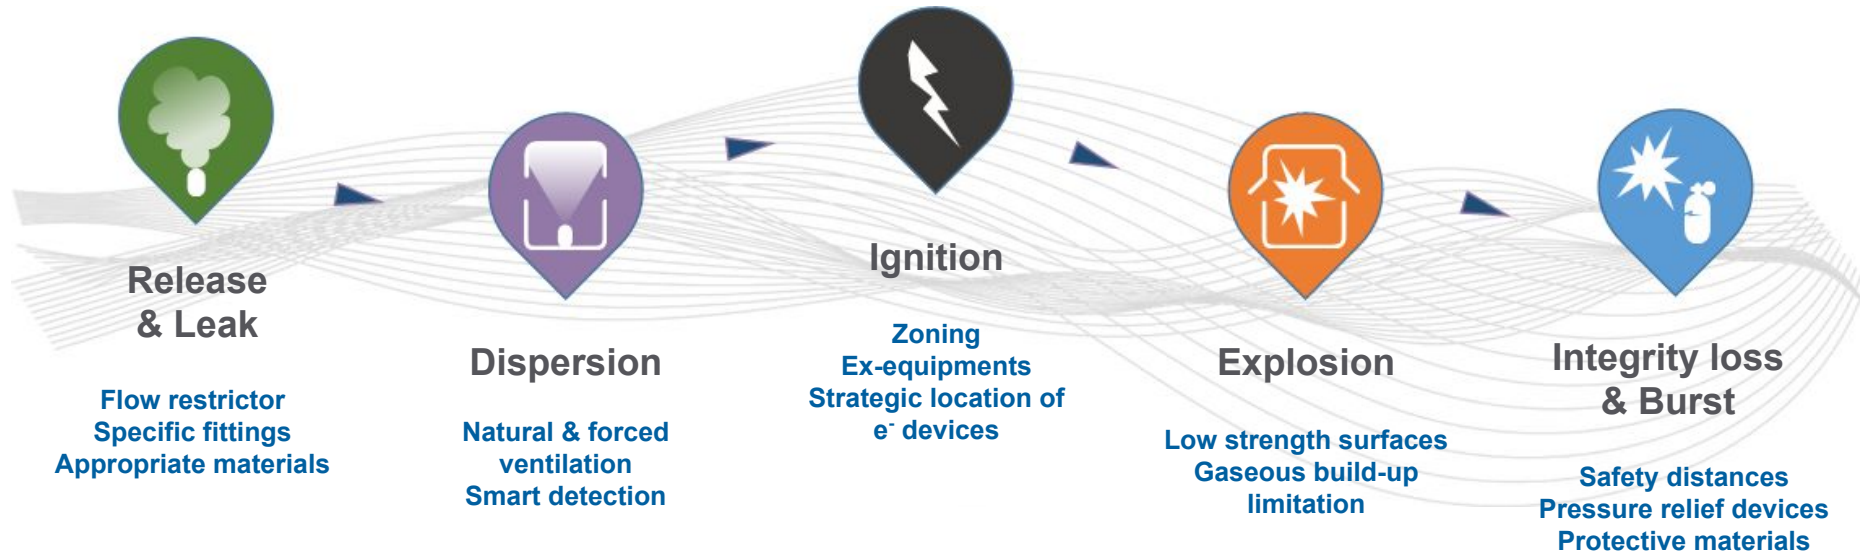 Release
& Leak
Flow restrictor
Specific fittings
Appropriate materials
Dispersion
Natural & forced
ventilation
Smart detection
Ignition
Zoning
Ex-equipments
Strategic location of
e⁻ devices
Explosion
Low strength surfaces
Gaseous build-up
limitation
Integrity loss
& Burst
Safety distances
Pressure relief devices
Protective materials